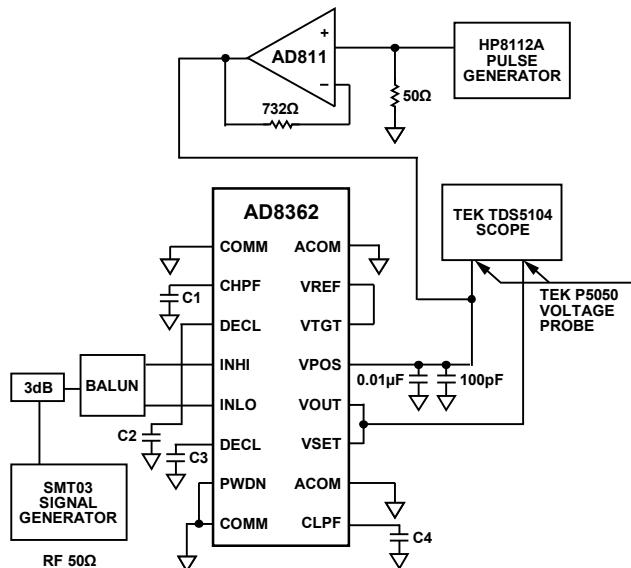 AD811
+
−
732Ω
50Ω
HP8112A
PULSE
GENERATOR
AD8362
COMM
ACOM
CHPF
VREF
DECL
VTGT
INHI
VPOS
INLO
VOUT
DECL
VSET
PWDN
ACOM
COMM
CLPF
C1
C2
C3
C4
0.01µF
100pF
TEK TDS5104
SCOPE
TEK P5050
VOLTAGE
PROBE
3dB
BALUN
SMT03
SIGNAL
GENERATOR
RF 50Ω